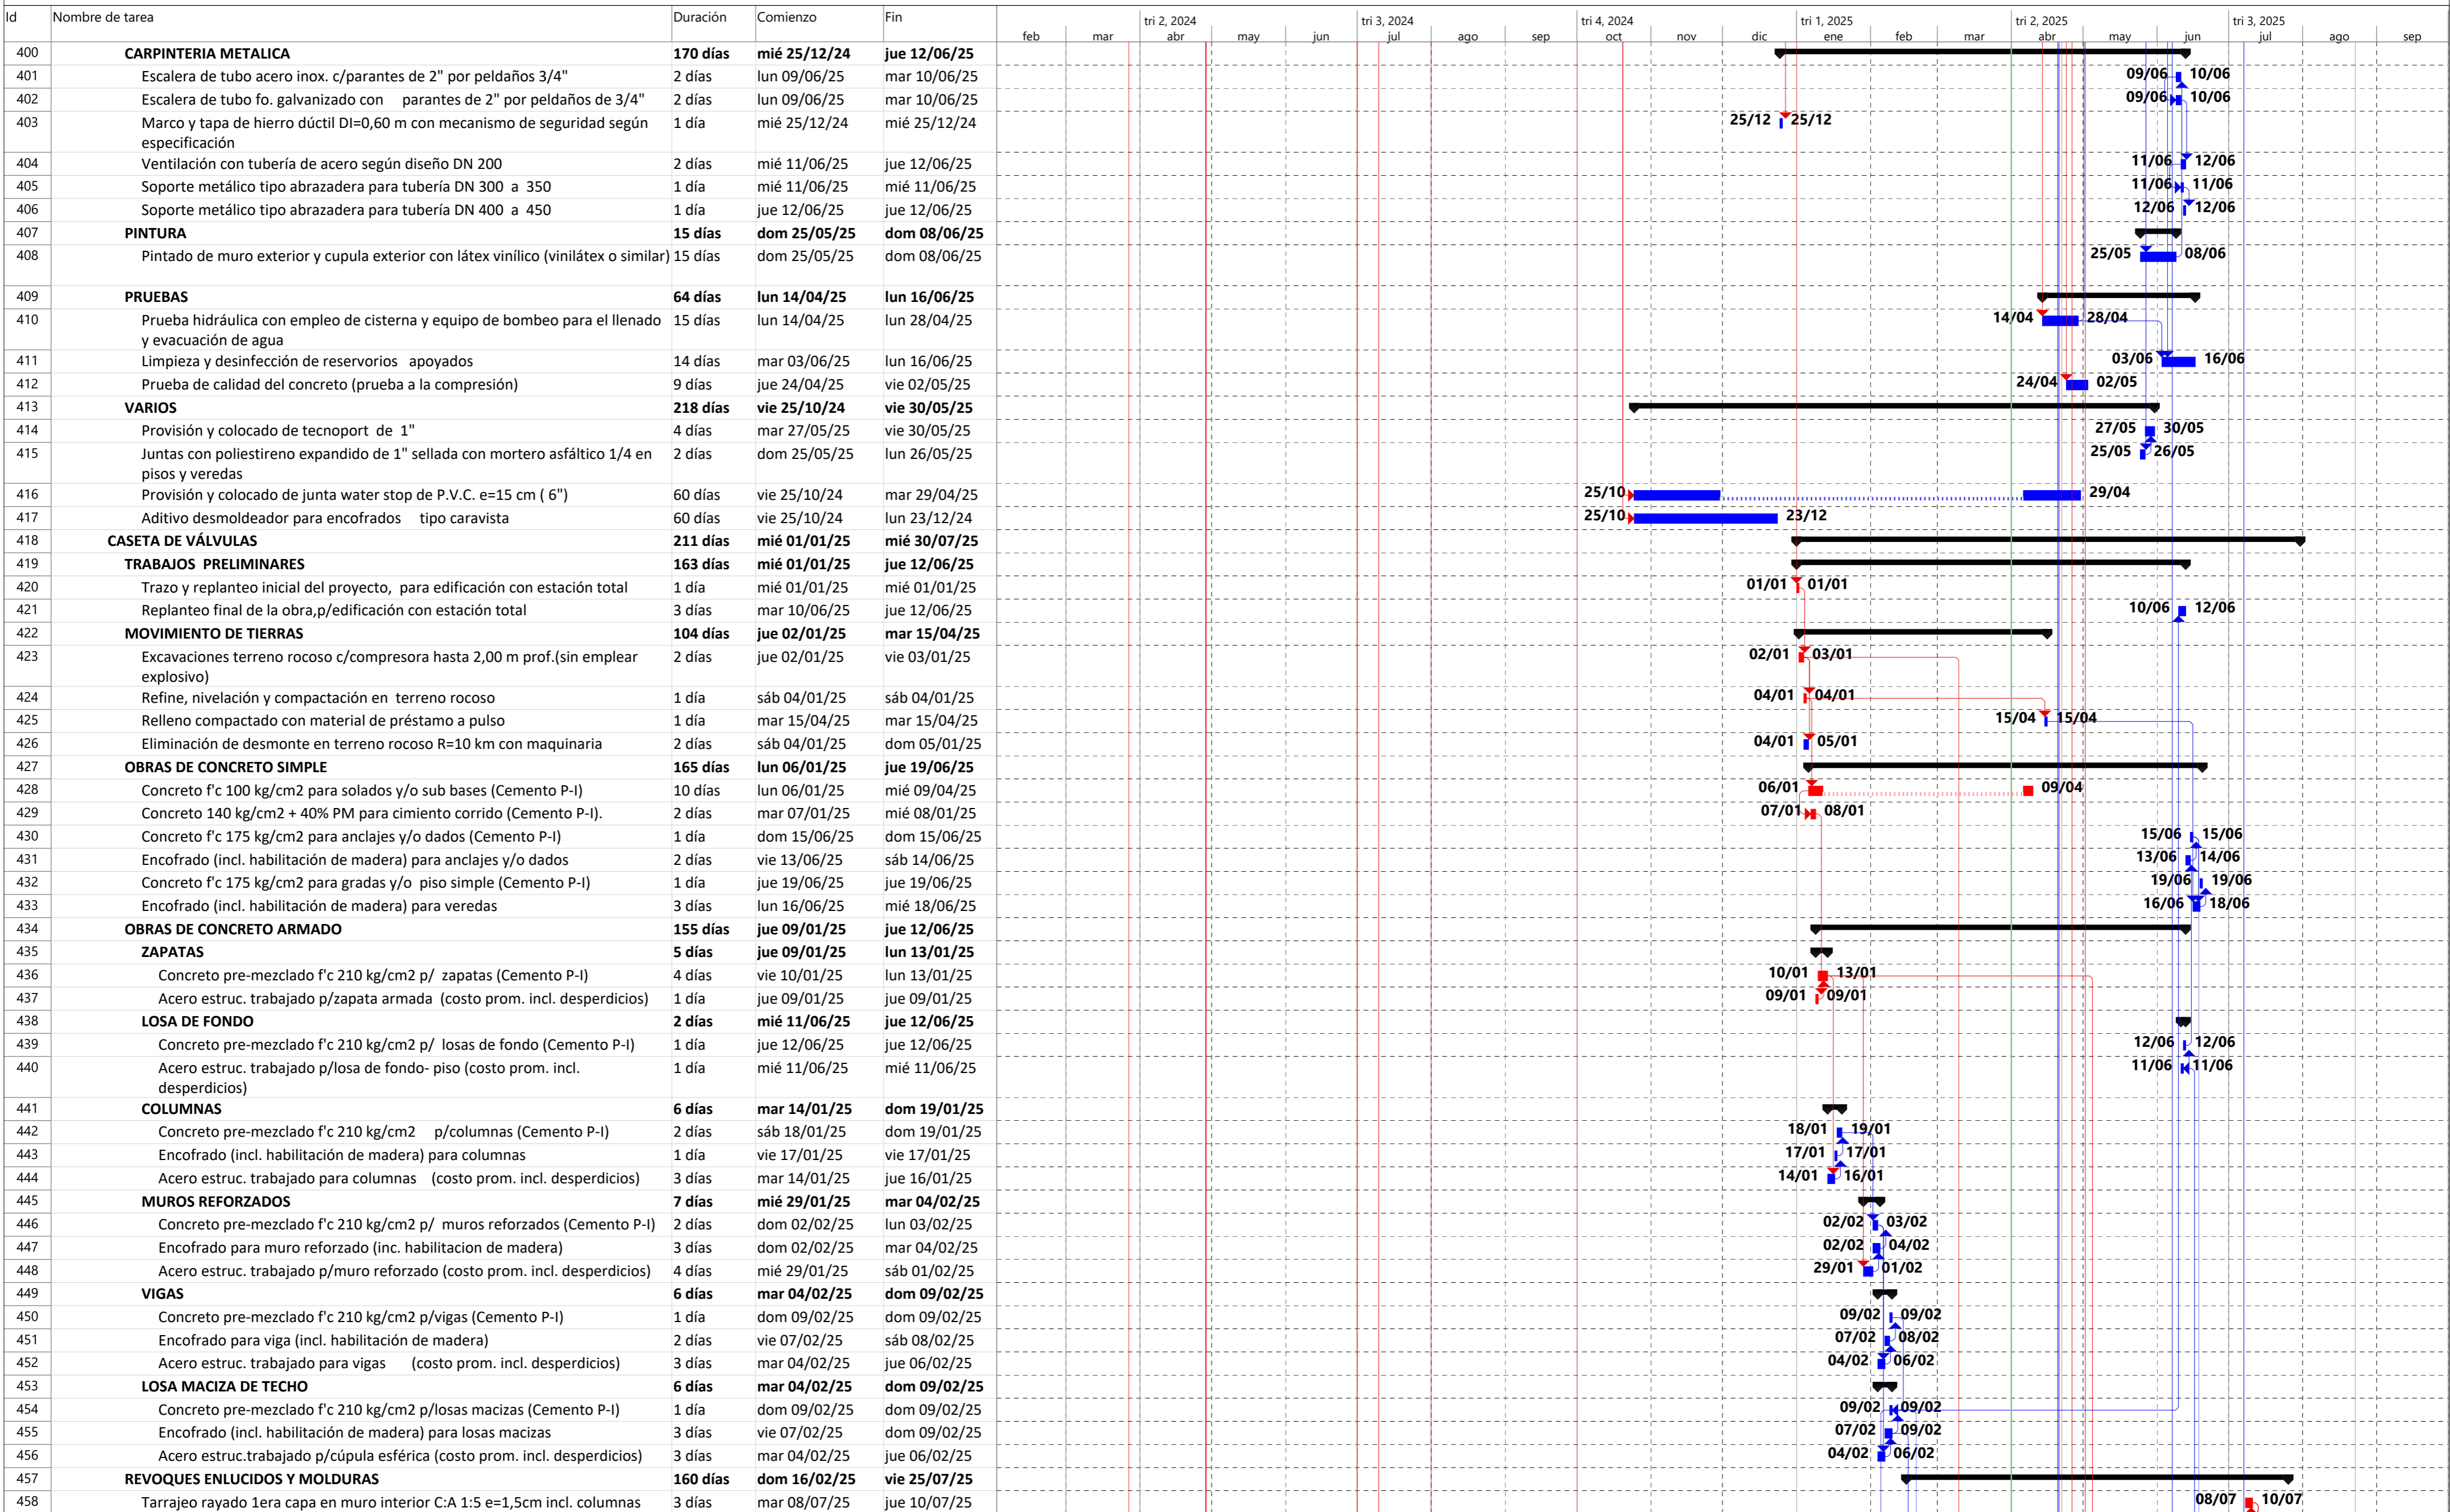 Id Nombre de tarea Duración Comienzo Fin tri 2, 2024 tri 3, 2024 tri 4, 2024 tri 1, 2025 tri 2, 2025 tri 3, 2025
feb mar abr may jun jul ago sep oct nov dic ene feb mar abr may jun jul ago sep
400 CARPINTERIA METALICA 170 días mié 25/12/24 jue 12/06/25
401 Escalera de tubo acero inox. c/parantes de 2" por peldaños 3/4" 2 días lun 09/06/25 mar 10/06/25 09/06 10/06
402 Escalera de tubo fo. galvanizado con parantes de 2" por peldaños de 3/4" 2 días lun 09/06/25 mar 10/06/25 09/06 10/06
403 Marco y tapa de hierro dúctil DI=0,60 m con mecanismo de seguridad según 1 día mié 25/12/24 mié 25/12/24 25/12 25/12
especificación
404 Ventilación con tubería de acero según diseño DN 200 2 días mié 11/06/25 jue 12/06/25 11/06 12/06
405 Soporte metálico tipo abrazadera para tubería DN 300 a 350 1 día mié 11/06/25 mié 11/06/25 11/06 11/06
406 Soporte metálico tipo abrazadera para tubería DN 400 a 450 1 día jue 12/06/25 jue 12/06/25 12/06 12/06
407 PINTURA 15 días dom 25/05/25 dom 08/06/25
408 Pintado de muro exterior y cupula exterior con látex vinílico (vinilátex o similar) 15 días dom 25/05/25 dom 08/06/25 25/05 08/06
409 PRUEBAS 64 días lun 14/04/25 lun 16/06/25
410 Prueba hidráulica con empleo de cisterna y equipo de bombeo para el llenado 15 días lun 14/04/25 lun 28/04/25 14/04 28/04
y evacuación de agua
411 Limpieza y desinfección de reservorios apoyados 14 días mar 03/06/25 lun 16/06/25 03/06 16/06
412 Prueba de calidad del concreto (prueba a la compresión) 9 días jue 24/04/25 vie 02/05/25 24/04 02/05
413 VARIOS 218 días vie 25/10/24 vie 30/05/25
414 Provisión y colocado de tecnoport de 1" 4 días mar 27/05/25 vie 30/05/25 27/05 30/05
415 Juntas con poliestireno expandido de 1" sellada con mortero asfáltico 1/4 en 2 días dom 25/05/25 lun 26/05/25 25/05 26/05
pisos y veredas
416 Provisión y colocado de junta water stop de P.V.C. e=15 cm ( 6") 60 días vie 25/10/24 mar 29/04/25 25/10 29/04
417 Aditivo desmoldeador para encofrados tipo caravista 60 días vie 25/10/24 lun 23/12/24 25/10 23/12
418 CASETA DE VÁLVULAS 211 días mié 01/01/25 mié 30/07/25
419 TRABAJOS PRELIMINARES 163 días mié 01/01/25 jue 12/06/25
420 Trazo y replanteo inicial del proyecto, para edificación con estación total 1 día mié 01/01/25 mié 01/01/25 01/01 01/01
421 Replanteo final de la obra,p/edificación con estación total 3 días mar 10/06/25 jue 12/06/25 10/06 12/06
422 MOVIMIENTO DE TIERRAS 104 días jue 02/01/25 mar 15/04/25
423 Excavaciones terreno rocoso c/compresora hasta 2,00 m prof.(sin emplear 2 días jue 02/01/25 vie 03/01/25 02/01 03/01
explosivo)
424 Refine, nivelación y compactación en terreno rocoso 1 día sáb 04/01/25 sáb 04/01/25 04/01 04/01
425 Relleno compactado con material de préstamo a pulso 1 día mar 15/04/25 mar 15/04/25 15/04 15/04
426 Eliminación de desmonte en terreno rocoso R=10 km con maquinaria 2 días sáb 04/01/25 dom 05/01/25 04/01 05/01
427 OBRAS DE CONCRETO SIMPLE 165 días lun 06/01/25 jue 19/06/25
428 Concreto f'c 100 kg/cm2 para solados y/o sub bases (Cemento P-I) 10 días lun 06/01/25 mié 09/04/25 06/01 09/04
429 Concreto 140 kg/cm2 + 40% PM para cimiento corrido (Cemento P-I). 2 días mar 07/01/25 mié 08/01/25 07/01 08/01
430 Concreto f'c 175 kg/cm2 para anclajes y/o dados (Cemento P-I) 1 día dom 15/06/25 dom 15/06/25 15/06 15/06
431 Encofrado (incl. habilitación de madera) para anclajes y/o dados 2 días vie 13/06/25 sáb 14/06/25 13/06 14/06
432 Concreto f'c 175 kg/cm2 para gradas y/o piso simple (Cemento P-I) 1 día jue 19/06/25 jue 19/06/25 19/06 19/06
433 Encofrado (incl. habilitación de madera) para veredas 3 días lun 16/06/25 mié 18/06/25 16/06 18/06
434 OBRAS DE CONCRETO ARMADO 155 días jue 09/01/25 jue 12/06/25
435 ZAPATAS 5 días jue 09/01/25 lun 13/01/25
436 Concreto pre-mezclado f'c 210 kg/cm2 p/ zapatas (Cemento P-I) 4 días vie 10/01/25 lun 13/01/25 10/01 13/01
437 Acero estruc. trabajado p/zapata armada (costo prom. incl. desperdicios) 1 día jue 09/01/25 jue 09/01/25 09/01 09/01
438 LOSA DE FONDO 2 días mié 11/06/25 jue 12/06/25
439 Concreto pre-mezclado f'c 210 kg/cm2 p/ losas de fondo (Cemento P-I) 1 día jue 12/06/25 jue 12/06/25 12/06 12/06
440 Acero estruc. trabajado p/losa de fondo- piso (costo prom. incl. 1 día mié 11/06/25 mié 11/06/25 11/06 11/06
desperdicios)
441 COLUMNAS 6 días mar 14/01/25 dom 19/01/25
442 Concreto pre-mezclado f'c 210 kg/cm2 p/columnas (Cemento P-I) 2 días sáb 18/01/25 dom 19/01/25 18/01 19/01
443 Encofrado (incl. habilitación de madera) para columnas 1 día vie 17/01/25 vie 17/01/25 17/01 17/01
444 Acero estruc. trabajado para columnas (costo prom. incl. desperdicios) 3 días mar 14/01/25 jue 16/01/25 14/01 16/01
445 MUROS REFORZADOS 7 días mié 29/01/25 mar 04/02/25
446 Concreto pre-mezclado f'c 210 kg/cm2 p/ muros reforzados (Cemento P-I) 2 días dom 02/02/25 lun 03/02/25 02/02 03/02
447 Encofrado para muro reforzado (inc. habilitacion de madera) 3 días dom 02/02/25 mar 04/02/25 02/02 04/02
448 Acero estruc. trabajado p/muro reforzado (costo prom. incl. desperdicios) 4 días mié 29/01/25 sáb 01/02/25 29/01 01/02
449 VIGAS 6 días mar 04/02/25 dom 09/02/25
450 Concreto pre-mezclado f'c 210 kg/cm2 p/vigas (Cemento P-I) 1 día dom 09/02/25 dom 09/02/25 09/02 09/02
451 Encofrado para viga (incl. habilitación de madera) 2 días vie 07/02/25 sáb 08/02/25 07/02 08/02
452 Acero estruc. trabajado para vigas (costo prom. incl. desperdicios) 3 días mar 04/02/25 jue 06/02/25 04/02 06/02
453 LOSA MACIZA DE TECHO 6 días mar 04/02/25 dom 09/02/25
454 Concreto pre-mezclado f'c 210 kg/cm2 p/losas macizas (Cemento P-I) 1 día dom 09/02/25 dom 09/02/25 09/02 09/02
455 Encofrado (incl. habilitación de madera) para losas macizas 3 días vie 07/02/25 dom 09/02/25 07/02 09/02
456 Acero estruc.trabajado p/cúpula esférica (costo prom. incl. desperdicios) 3 días mar 04/02/25 jue 06/02/25 04/02 06/02
457 REVOQUES ENLUCIDOS Y MOLDURAS 160 días dom 16/02/25 vie 25/07/25
458 Tarrajeo rayado 1era capa en muro interior C:A 1:5 e=1,5cm incl. columnas 3 días mar 08/07/25 jue 10/07/25 08/07 10/07